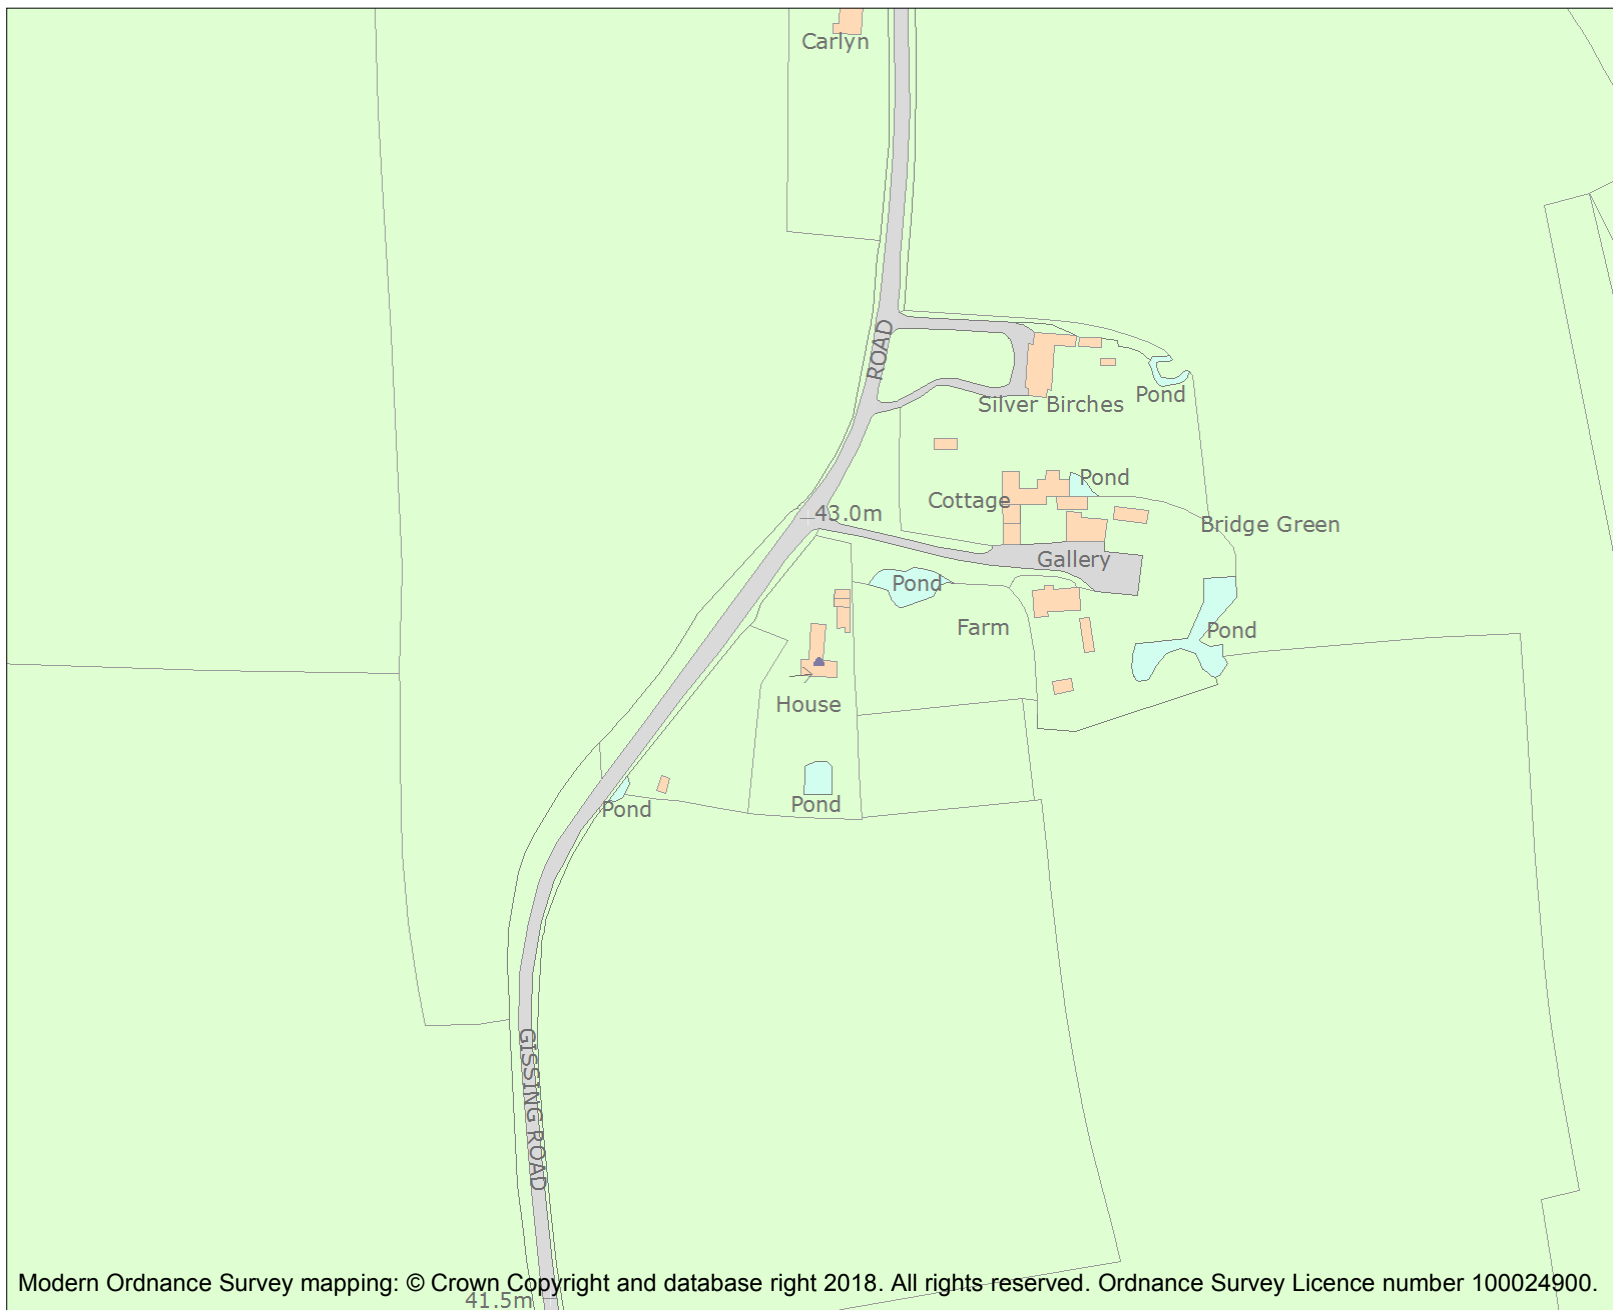 Carlyn
ROAD
Silver Birches
Pond
Pond
Cottage
43.0m
Bridge Green
Gallery
Pond
Farm
Pond
House
Pond
Pond
GISSING ROAD
Modern Ordnance Survey mapping: © Crown Copyright and database right 2018. All rights reserved. Ordnance Survey Licence number 100024900.
41.5m